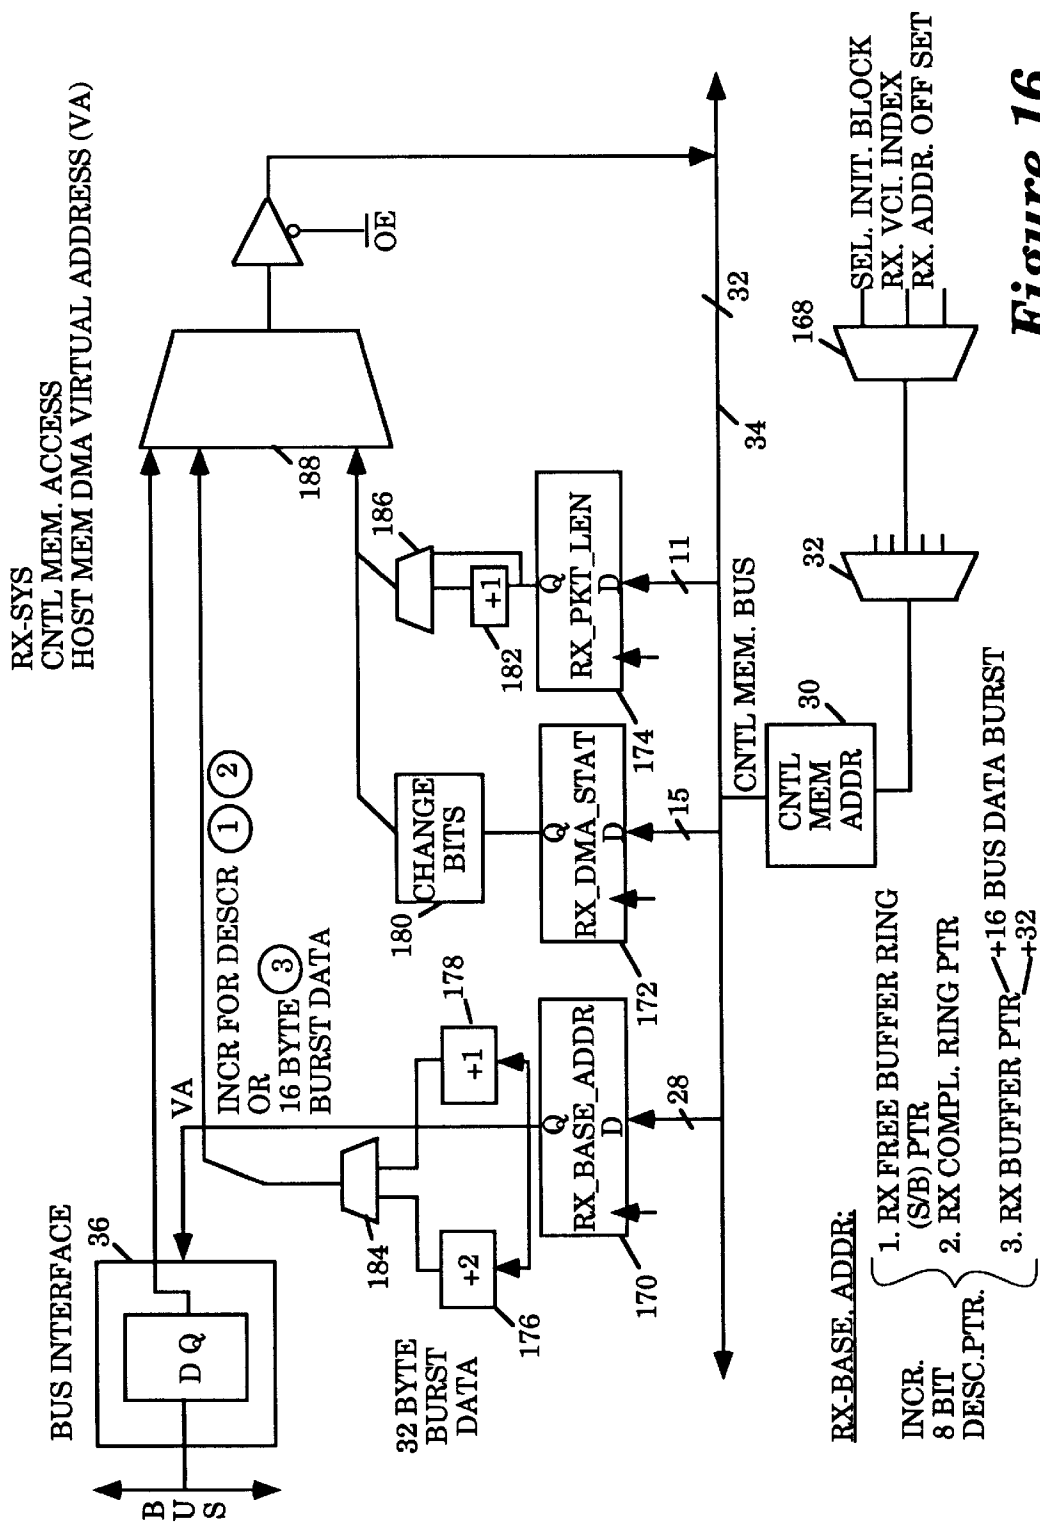 RX-SYS
CNTL MEM. ACCESS
HOST MEM DMA VIRTUAL ADDRESS (VA)
BUS INTERFACE
36
D Q
B
U
S
VA
INCR FOR DESCR 1 2
OR
16 BYTE 3
BURST DATA
188
OE
32 BYTE
BURST
DATA
184
+2
176
+1
178
CHANGE
BITS
180
186
+1
182
Q
RX_BASE_ADDR
D
170
28
Q
RX_DMA_STAT
D
172
15
Q
RX_PKT_LEN
D
174
11
34
32
CNTL MEM. BUS
CNTL
MEM
ADDR
30
32
168
SEL. INIT. BLOCK
RX. VCI. INDEX
RX. ADDR. OFF SET
RX-BASE. ADDR:
INCR.
8 BIT
DESC.PTR.
1. RX FREE BUFFER RING
(S/B) PTR
2. RX COMPL. RING PTR
3. RX BUFFER PTR
+16 BUS DATA BURST
+32
Figure 16